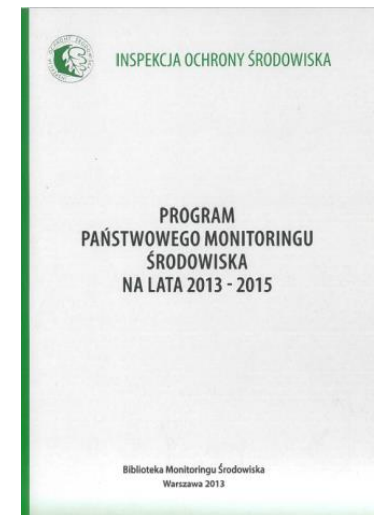 INSPEKCJA OCHRONY ŚRODOWISKA
PROGRAM
PAŃSTWOWEGO MONITORINGU
ŚRODOWISKA
NA LATA 2013 - 2015
Biblioteka Monitoringu Środowiska
Warszawa 2013